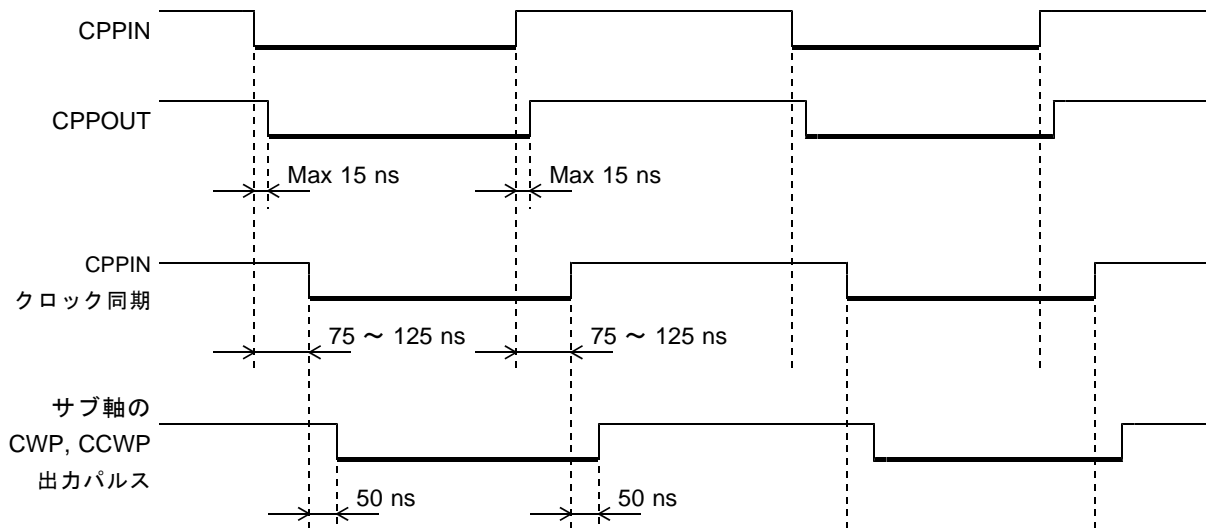 CPPIN
CPPOUT
Max 15 ns
Max 15 ns
CPPIN
クロック同期
75 ～ 125 ns
75 ～ 125 ns
サブ軸の
CWP, CCWP
出力パルス
50 ns
50 ns